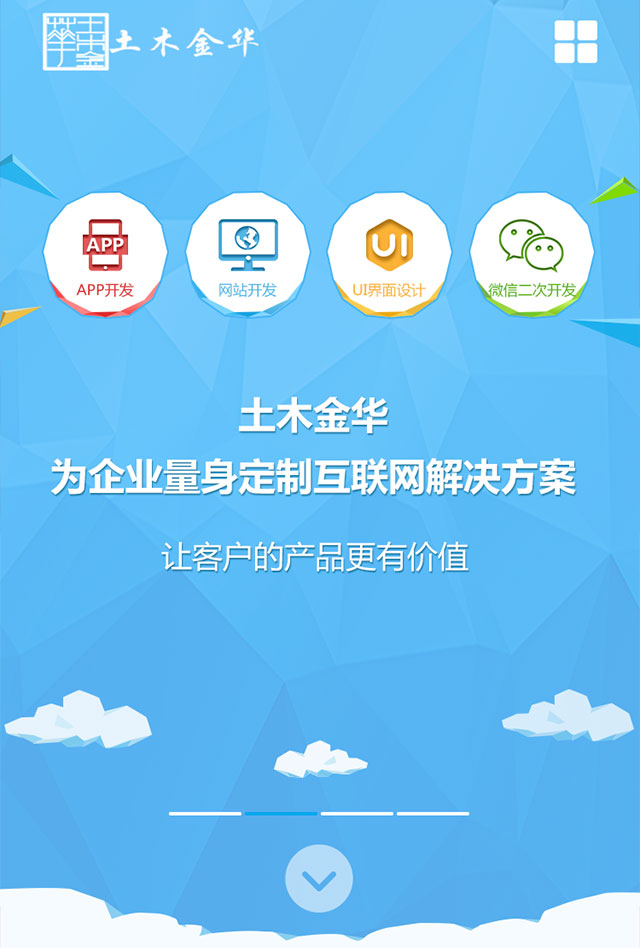 土木金华
APP
APP开发
网站开发
UI
UI界面设计
微信二次开发
土木金华
为企业量身定制互联网解决方案
让客户的产品更有价值